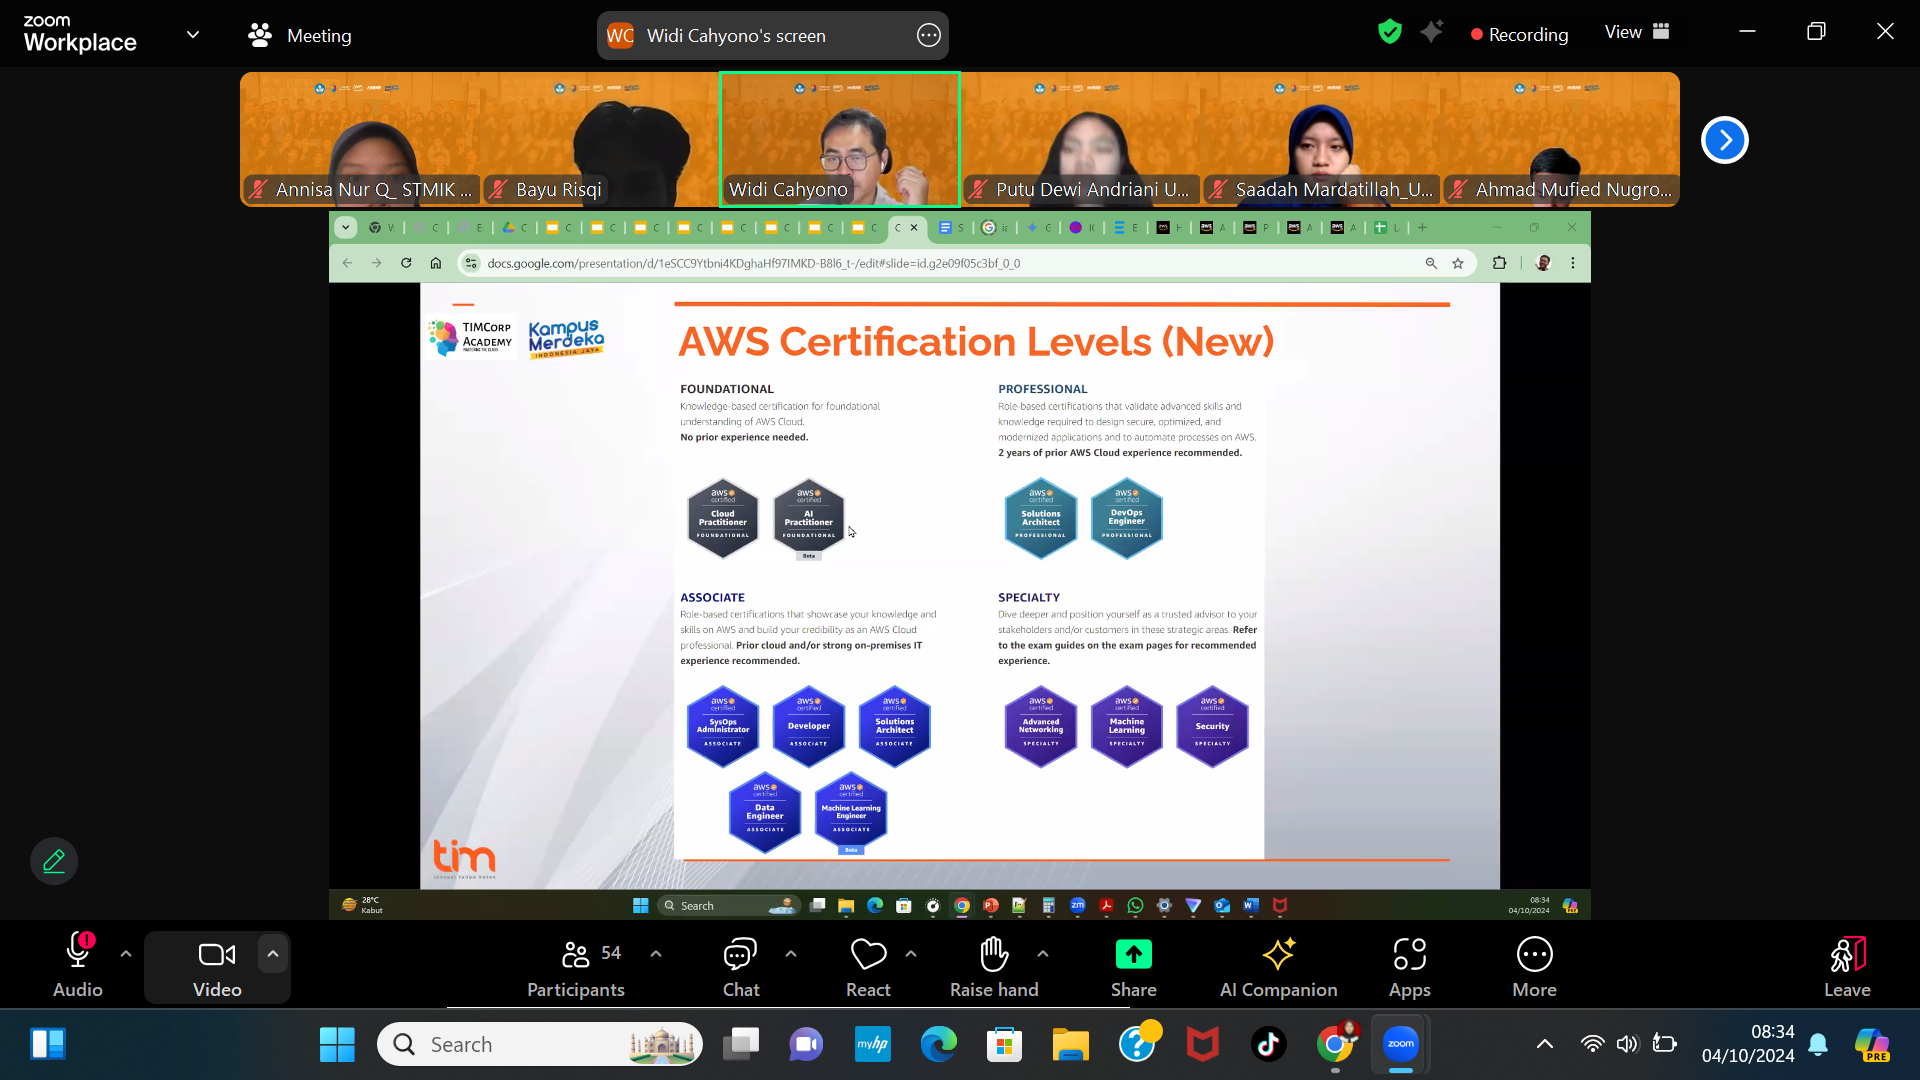 zoom
Workplace
Meeting
WC Widi Cahyono's screen
Recording
View
Annisa Nur Q_ STMIK ...
Bayu Risqi
Widi Cahyono
Putu Dewi Andriani U...
Saadah Mardatillah_U...
Ahmad Mufied Nugro...
docs.google.com/presentation/d/1eSCC9Ytbni4KDghaHf97IMKD-B8l6_t-/edit#slide=id.g2e09f05c3bf_0_0
TIMCorp
Academy
Kampus
Merdeka
INDONESIA JAYA
AWS Certification Levels (New)
FOUNDATIONAL
Knowledge-based certification for foundational
understanding of AWS Cloud.
No prior experience needed.
aws
certified
Cloud
Practitioner
FOUNDATIONAL
aws
certified
AI
Practitioner
FOUNDATIONAL
Beta
PROFESSIONAL
Role-based certifications that validate advanced skills and
knowledge required to design secure, optimized, and
modernized applications and to automate processes on AWS.
2 years of prior AWS Cloud experience recommended.
aws
certified
Solutions
Architect
PROFESSIONAL
aws
certified
DevOps
Engineer
PROFESSIONAL
ASSOCIATE
Role-based certifications that showcase your knowledge and
skills on AWS and build your credibility as an AWS Cloud
professional. Prior cloud and/or strong on-premises IT
experience recommended.
aws
certified
SysOps
Administrator
ASSOCIATE
aws
certified
Developer
ASSOCIATE
aws
certified
Solutions
Architect
ASSOCIATE
aws
certified
Data
Engineer
ASSOCIATE
aws
certified
Machine Learning
Engineer
ASSOCIATE
Beta
SPECIALTY
Dive deeper and position yourself as a trusted advisor to your
stakeholders and/or customers in these strategic areas. Refer
to the exam guides on the exam pages for recommended
experience.
aws
certified
Advanced
Networking
SPECIALTY
aws
certified
Machine
Learning
SPECIALTY
aws
certified
Security
SPECIALTY
tim
28°C
Kabut
Search
08:34
04/10/2024
Audio
Video
54
Participants
Chat
React
Raise hand
Share
AI Companion
Apps
More
Leave
Search
myhp
zoom
08:34
04/10/2024
PRE